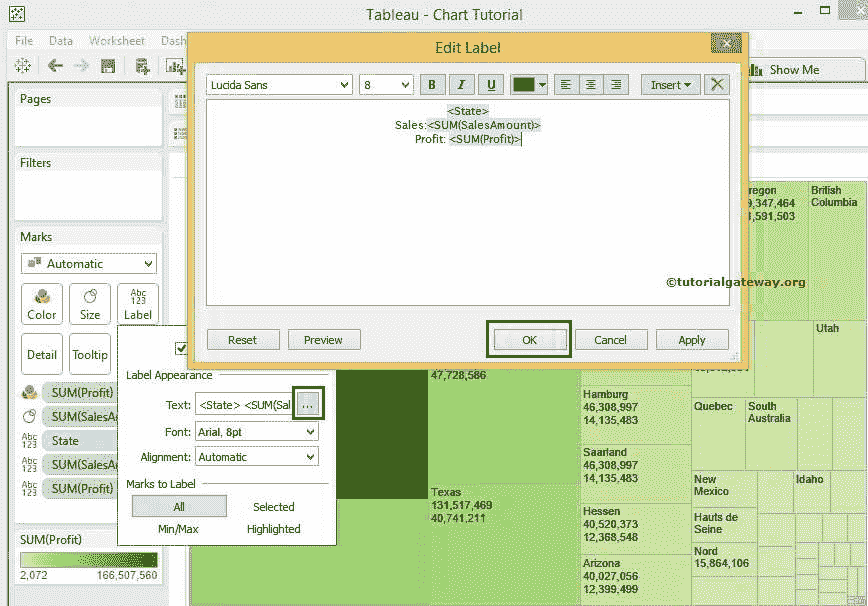 Tableau - Chart Tutorial
File Data Worksheet Dash
Edit Label
Show Me
Lucida Sans 8 B I U Insert
Pages
<State>
Sales:<SUM(SalesAmount)>
Profit: <SUM(Profit)>
Filters
Marks
Automatic
Color
Size
Abc
123
Label
Detail
Tooltip
©tutorialgateway.org
Reset
Preview
OK
Cancel
Apply
Label Appearance
Text: <State> <SUM(Sal ...
Font: Arial, 8pt
Alignment: Automatic
Marks to Label
All
Selected
Min/Max
Highlighted
SUM(Profit)
SUM(SalesA
Abc
123
State
Abc
123
SUM(SalesA
Abc
123
SUM(Profit)
SUM(Profit)
2,072 166,507,560
regon
9,347,464
1,591,503
British
Columbia
Utah
47,728,586
Texas
131,517,469
40,741,211
Hamburg
46,308,997
14,135,483
Saarland
46,308,997
14,135,483
Hessen
40,520,373
12,368,548
Arizona
40,027,056
12,399,499
Quebec
South
Australia
New
Mexico
Idaho
Hauts de
Seine
Nord
15,864,106